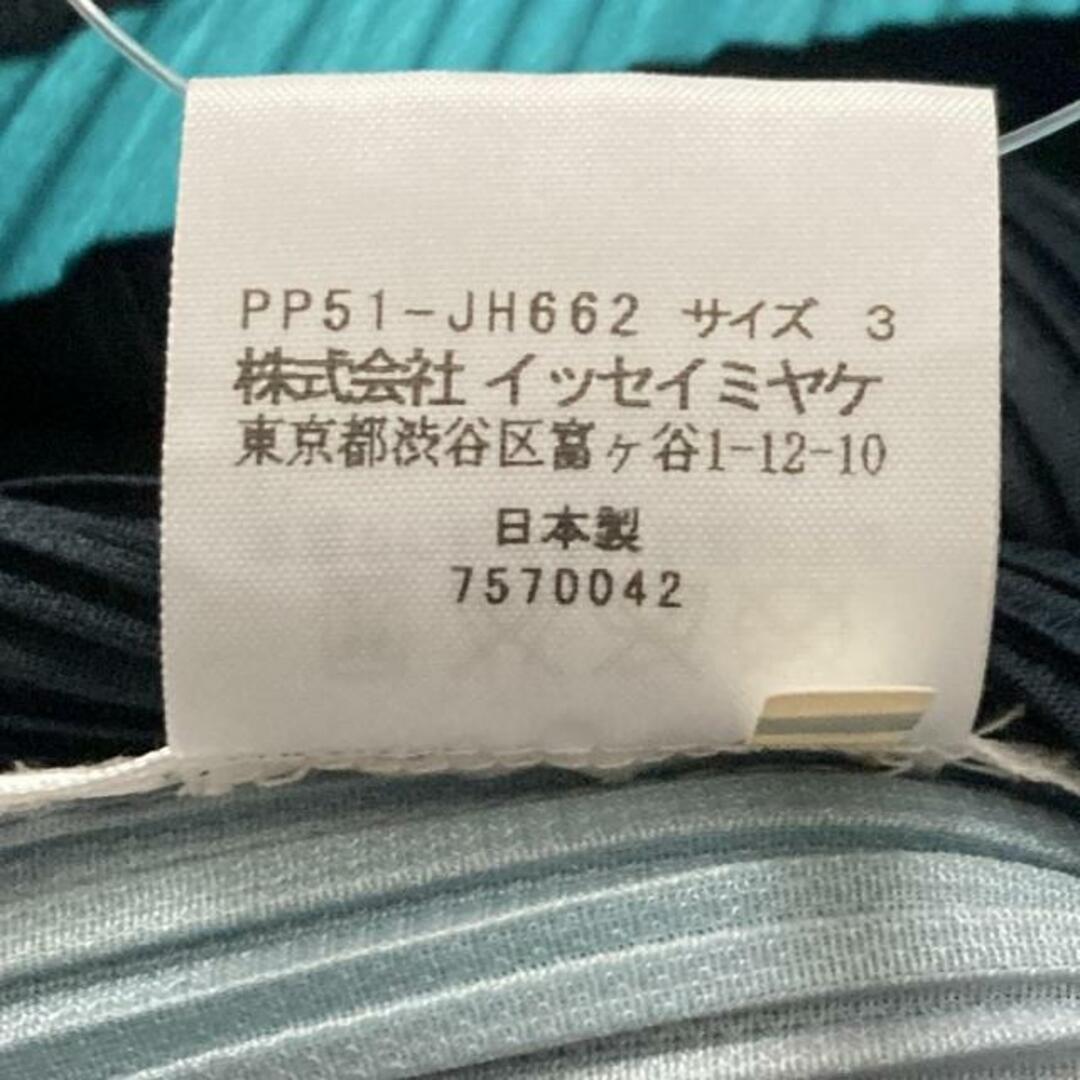 PP51-JH662 サイズ 3
株式会社 イッセイミヤケ
東京都渋谷区富ヶ谷1-12-10
日本製
7570042